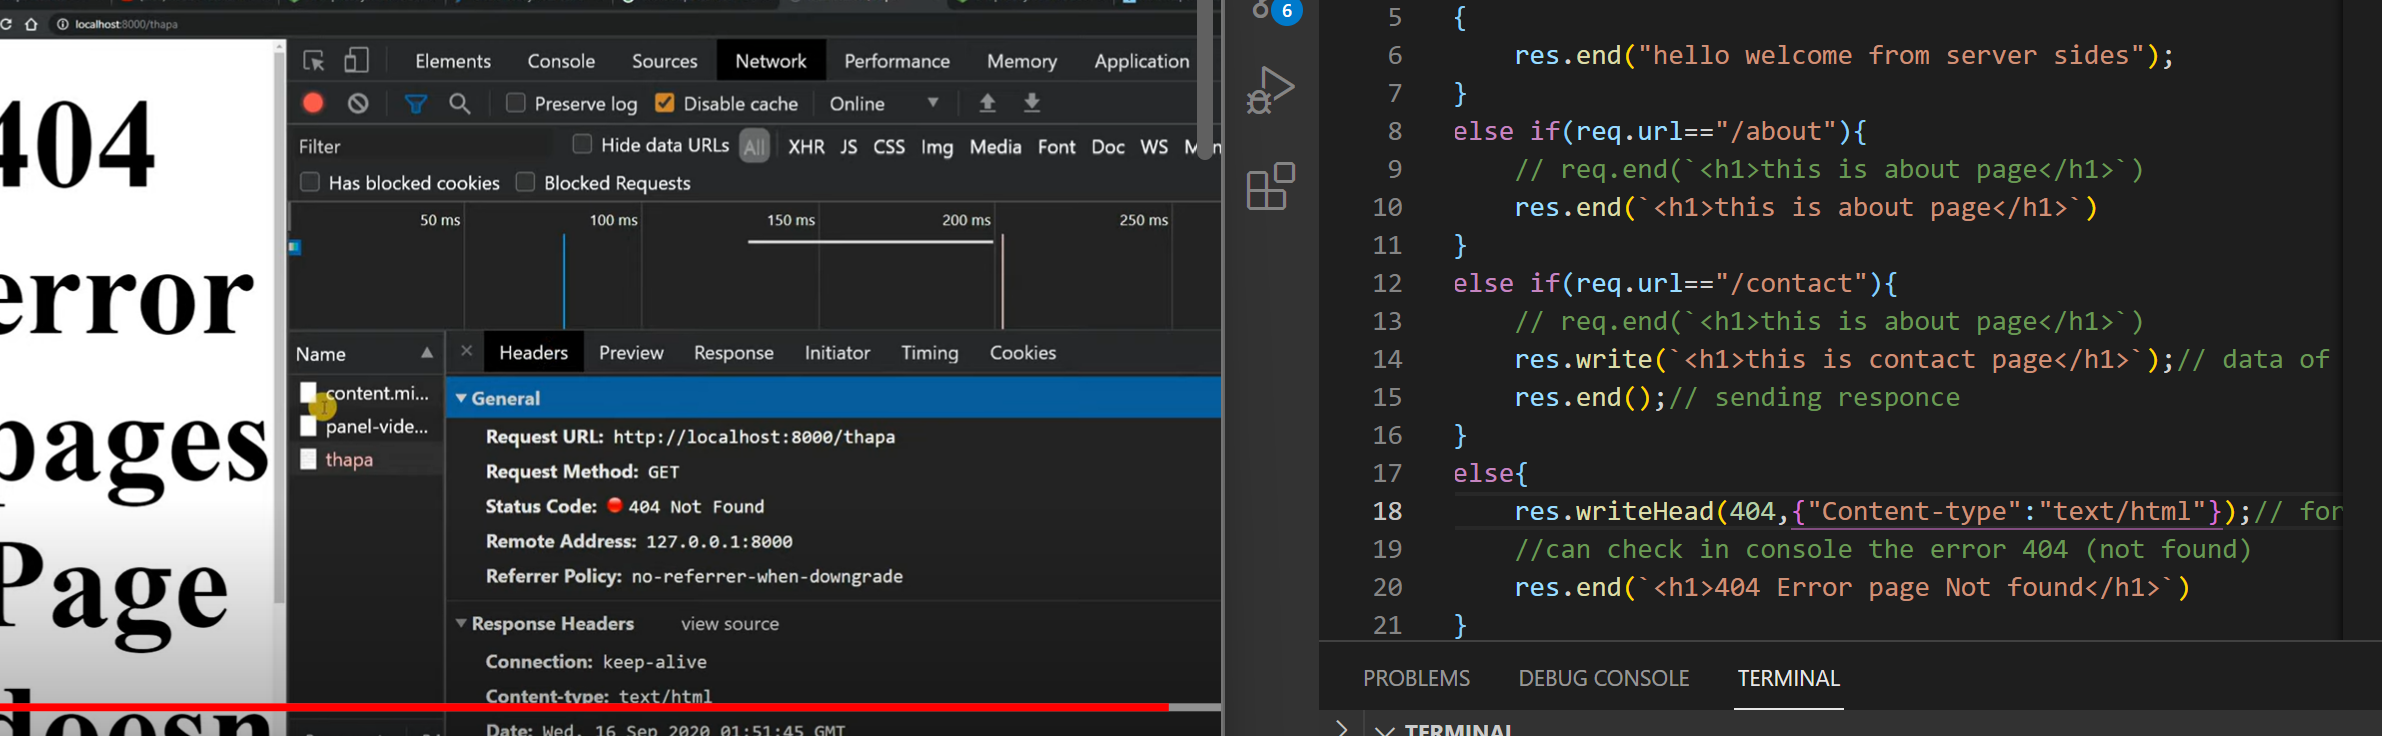 localhost:8000/thapa
404
error
pages
Page
doesn
Elements Console Sources Network Performance Memory Application
Preserve log Disable cache Online
Filter Hide data URLs All XHR JS CSS Img Media Font Doc WS
Has blocked cookies Blocked Requests
50 ms 100 ms 150 ms 200 ms 250 ms
Name
content.mi...
panel-vide...
thapa
× Headers Preview Response Initiator Timing Cookies
General
Request URL: http://localhost:8000/thapa
Request Method: GET
Status Code: 404 Not Found
Remote Address: 127.0.0.1:8000
Referrer Policy: no-referrer-when-downgrade
Response Headers view source
Connection: keep-alive
Content-type: text/html
Date: Wed, 16 Sep 2020 01:51:45 GMT
6
5 {
6 res.end("hello welcome from server sides");
7 }
8 else if(req.url=="/about"){
9 // req.end(`<h1>this is about page</h1>`)
10 res.end(`<h1>this is about page</h1>`)
11 }
12 else if(req.url=="/contact"){
13 // req.end(`<h1>this is about page</h1>`)
14 res.write(`<h1>this is contact page</h1>`);// data of
15 res.end();// sending responce
16 }
17 else{
18 res.writeHead(404,{"Content-type":"text/html"});// for
19 //can check in console the error 404 (not found)
20 res.end(`<h1>404 Error page Not found</h1>`)
21 }
PROBLEMS DEBUG CONSOLE TERMINAL
TERMINAL